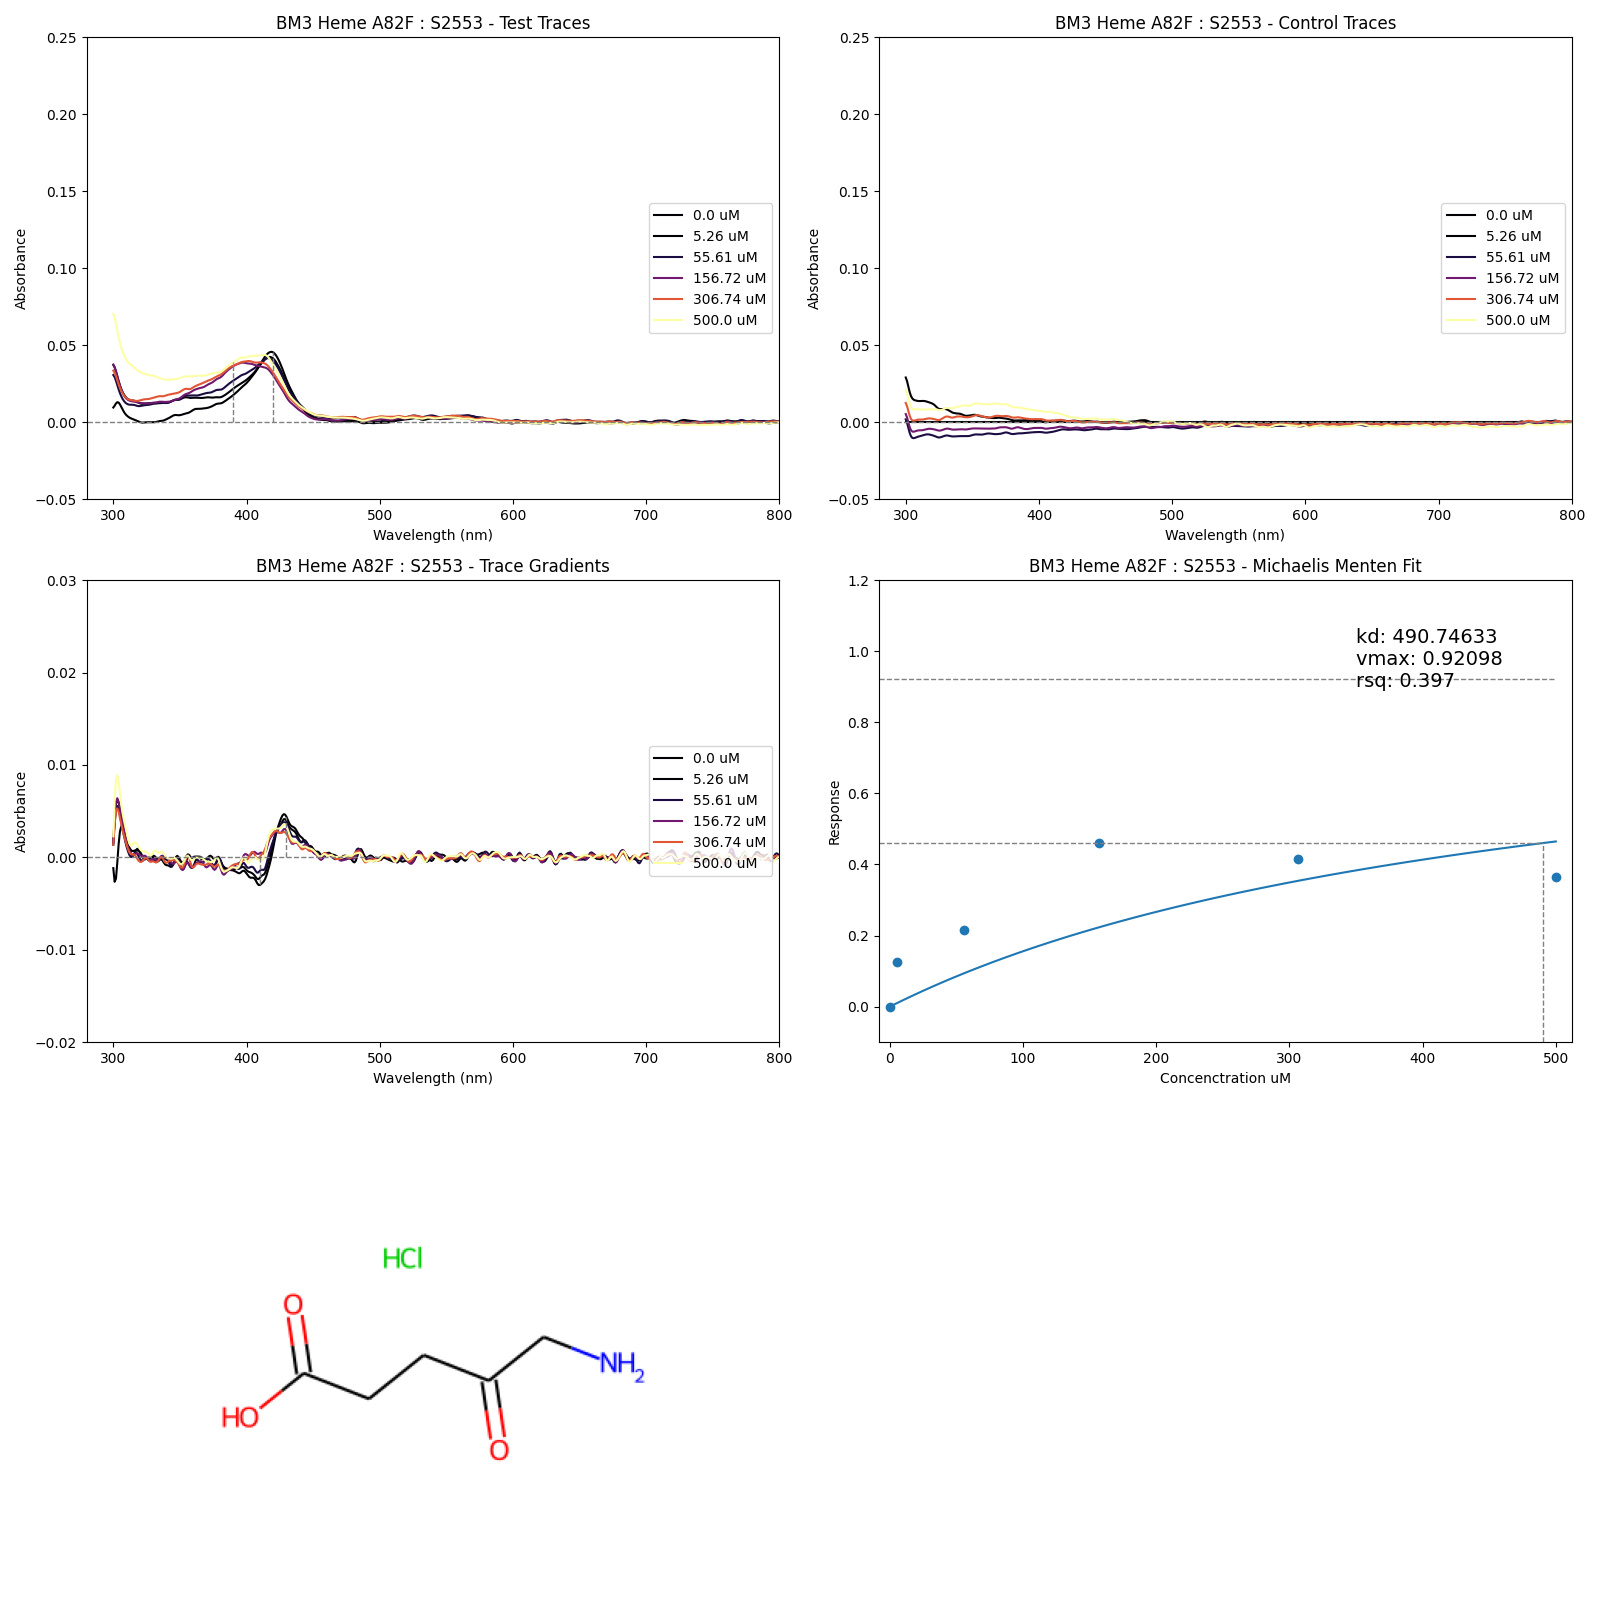 BM3 Heme A82F : S2553 - Test Traces
0.25
0.20
0.15
0.10
0.05
0.00
−0.05
Absorbance
300
400
500
600
700
800
Wavelength (nm)
0.0 uM
5.26 uM
55.61 uM
156.72 uM
306.74 uM
500.0 uM
BM3 Heme A82F : S2553 - Control Traces
0.25
0.20
0.15
0.10
0.05
0.00
−0.05
Absorbance
300
400
500
600
700
800
Wavelength (nm)
0.0 uM
5.26 uM
55.61 uM
156.72 uM
306.74 uM
500.0 uM
BM3 Heme A82F : S2553 - Trace Gradients
0.03
0.02
0.01
0.00
−0.01
−0.02
Absorbance
300
400
500
600
700
800
Wavelength (nm)
0.0 uM
5.26 uM
55.61 uM
156.72 uM
306.74 uM
500.0 uM
BM3 Heme A82F : S2553 - Michaelis Menten Fit
1.2
1.0
0.8
0.6
0.4
0.2
0.0
Response
0
100
200
300
400
500
Concenctration uM
kd: 490.74633
vmax: 0.92098
rsq: 0.397
HCl
O
HO
NH2
O